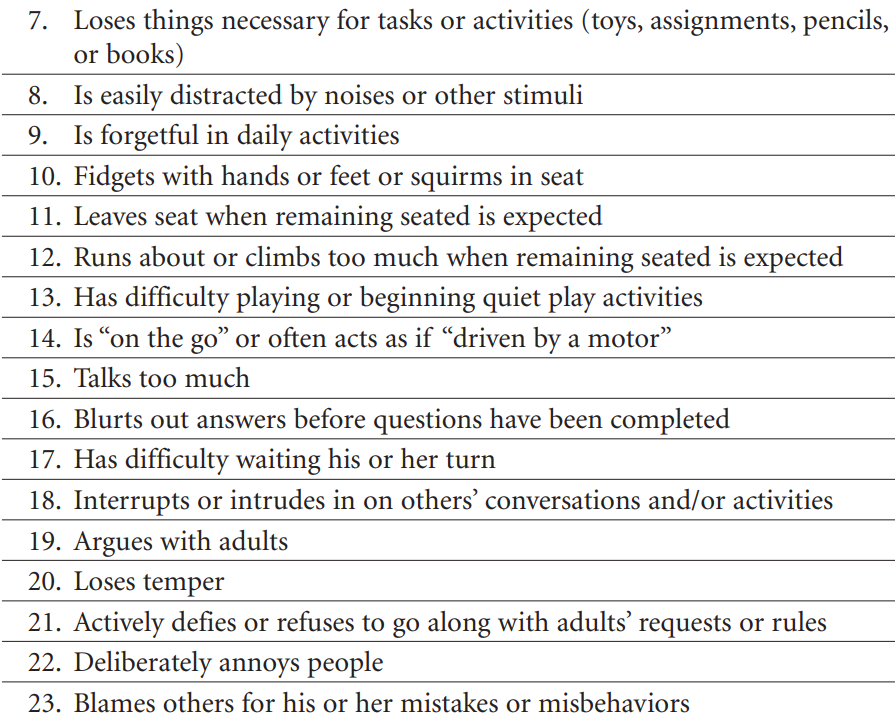 7. Loses things necessary for tasks or activities (toys, assignments, pencils,
or books)
8. Is easily distracted by noises or other stimuli
9. Is forgetful in daily activities
10. Fidgets with hands or feet or squirms in seat
11. Leaves seat when remaining seated is expected
12. Runs about or climbs too much when remaining seated is expected
13. Has difficulty playing or beginning quiet play activities
14. Is “on the go” or often acts as if “driven by a motor”
15. Talks too much
16. Blurts out answers before questions have been completed
17. Has difficulty waiting his or her turn
18. Interrupts or intrudes in on others’ conversations and/or activities
19. Argues with adults
20. Loses temper
21. Actively defies or refuses to go along with adults’ requests or rules
22. Deliberately annoys people
23. Blames others for his or her mistakes or misbehaviors